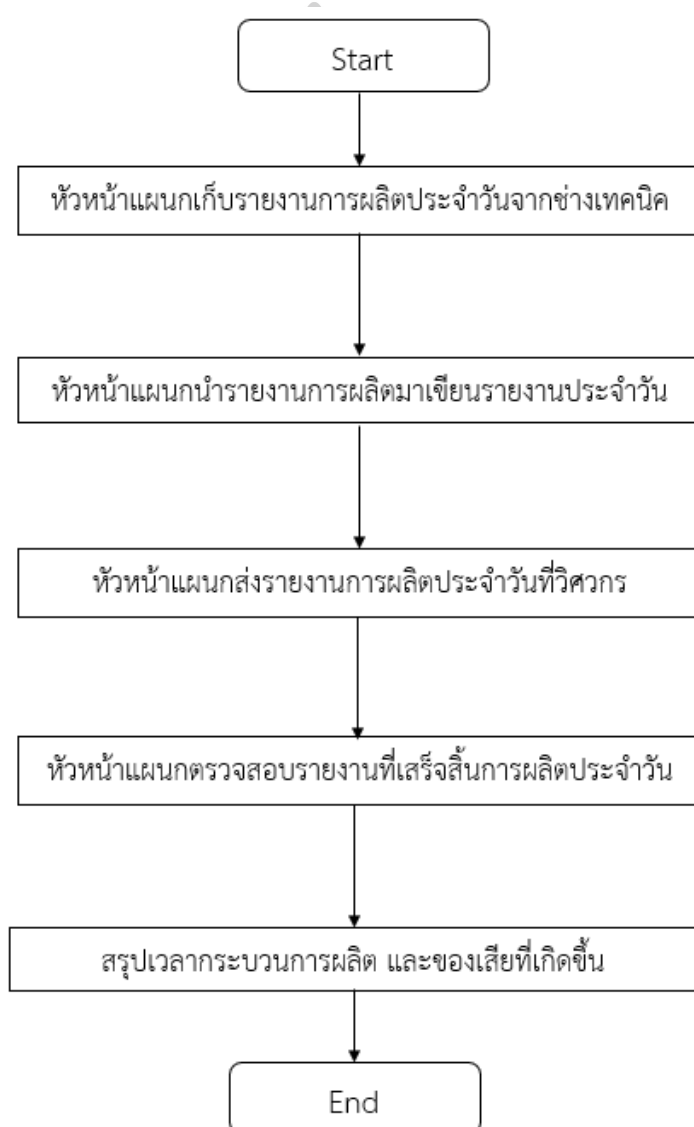 Start
หัวหน้าแผนกเก็บรายงานการผลิตประจำวันจากช่างเทคนิค
หัวหน้าแผนกนำรายงานการผลิตมาเขียนรายงานประจำวัน
หัวหน้าแผนกส่งรายงานการผลิตประจำวันที่วิศวกร
หัวหน้าแผนกตรวจสอบรายงานที่เสร็จสิ้นการผลิตประจำวัน
สรุปเวลากระบวนการผลิต และของเสียที่เกิดขึ้น
End